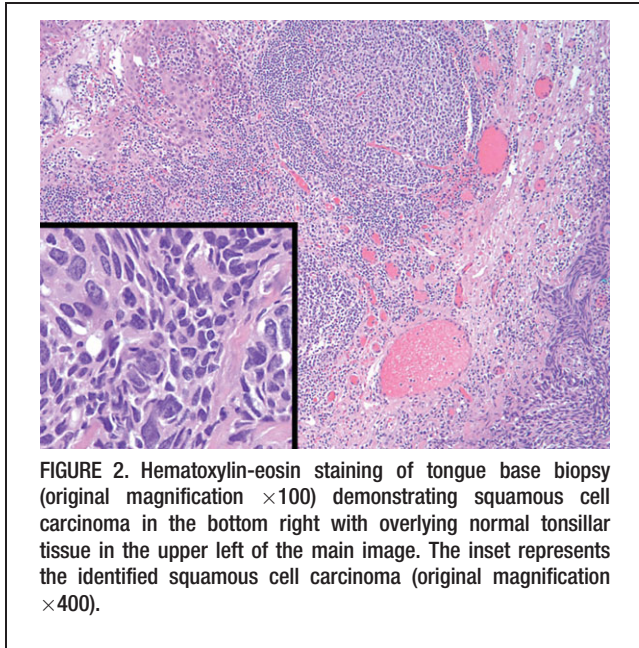 FIGURE 2. Hematoxylin-eosin staining of tongue base biopsy
(original magnification ×100) demonstrating squamous cell
carcinoma in the bottom right with overlying normal tonsillar
tissue in the upper left of the main image. The inset represents
the identified squamous cell carcinoma (original magnification
×400).